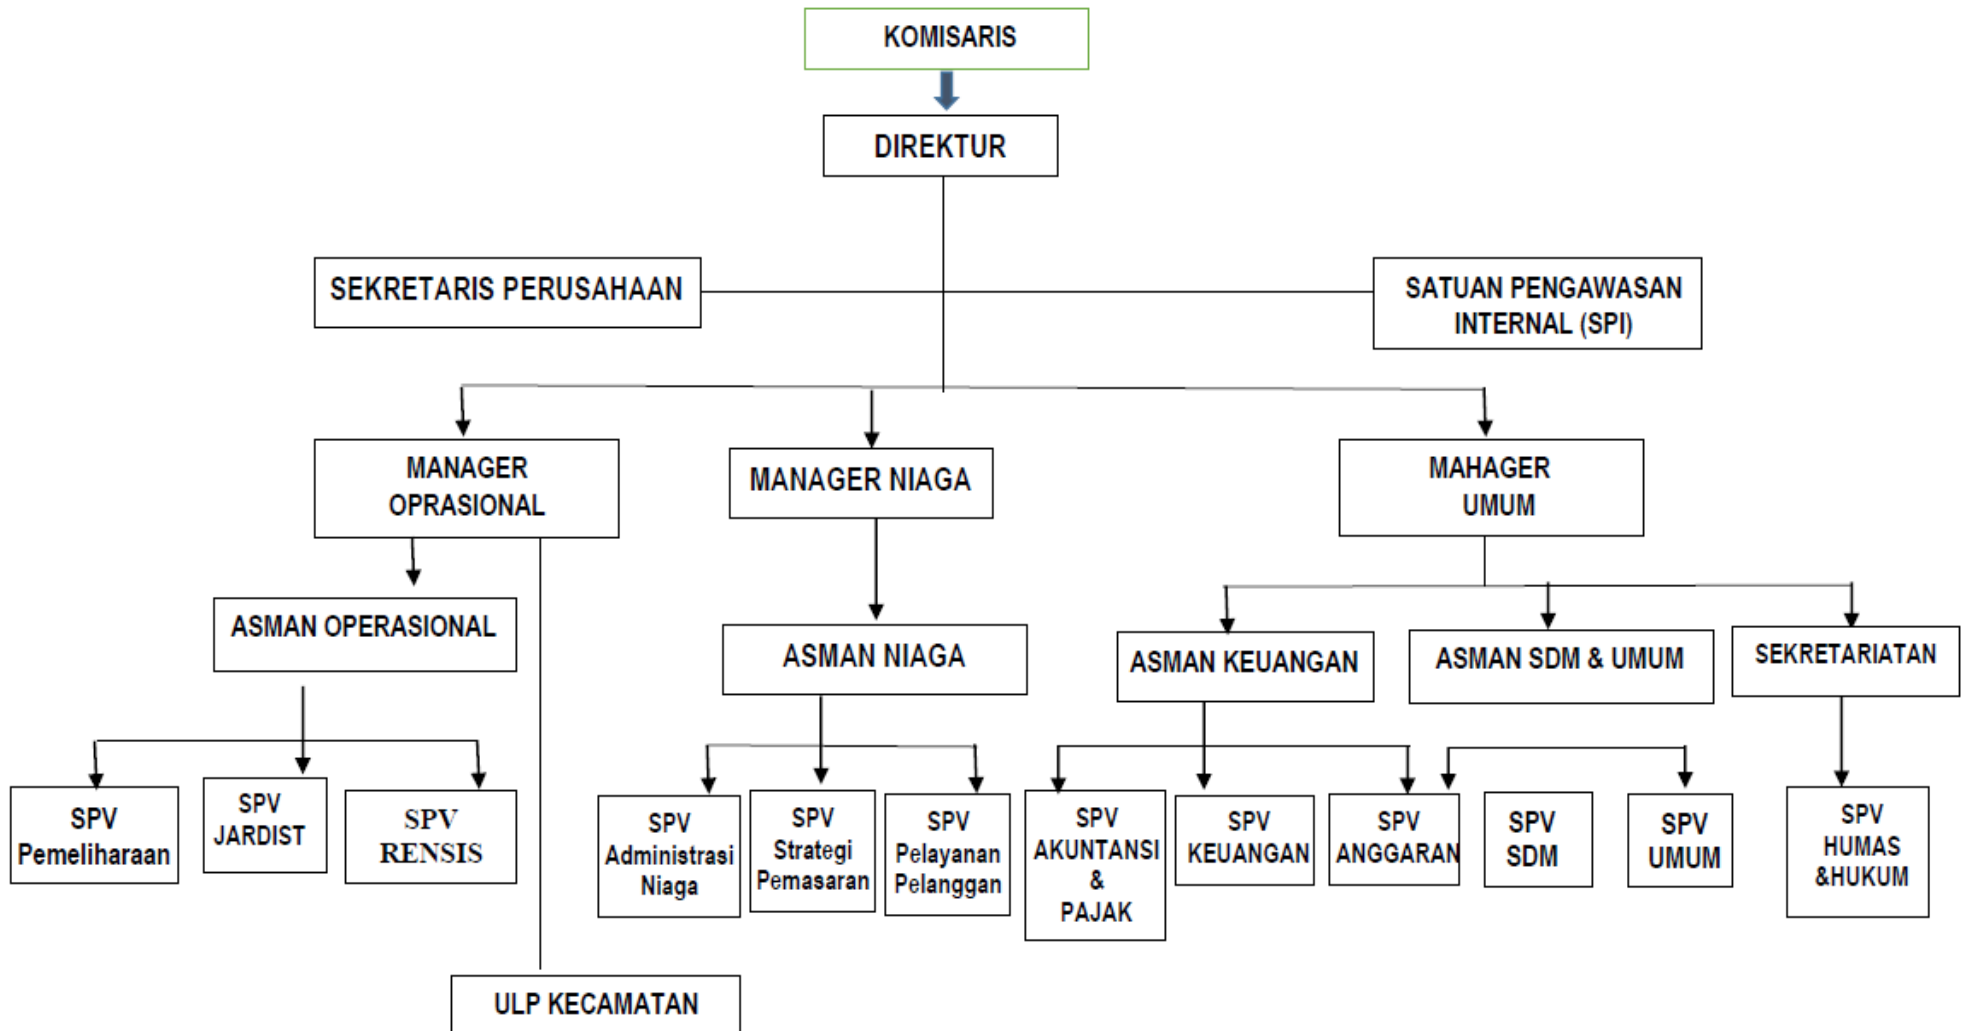 KOMISARIS
DIREKTUR
SEKRETARIS PERUSAHAAN
SATUAN PENGAWASAN
INTERNAL (SPI)
MANAGER
OPRASIONAL
MANAGER NIAGA
MAHAGER
UMUM
ASMAN OPERASIONAL
ASMAN NIAGA
ASMAN KEUANGAN
ASMAN SDM & UMUM
SEKRETARIATAN
SPV
Pemeliharaan
SPV
JARDIST
SPV
RENSIS
SPV
Administrasi
Niaga
SPV
Strategi
Pemasaran
SPV
Pelayanan
Pelanggan
SPV
AKUNTANSI
&
PAJAK
SPV
KEUANGAN
SPV
ANGGARAN
SPV
SDM
SPV
UMUM
SPV
HUMAS
&HUKUM
ULP KECAMATAN